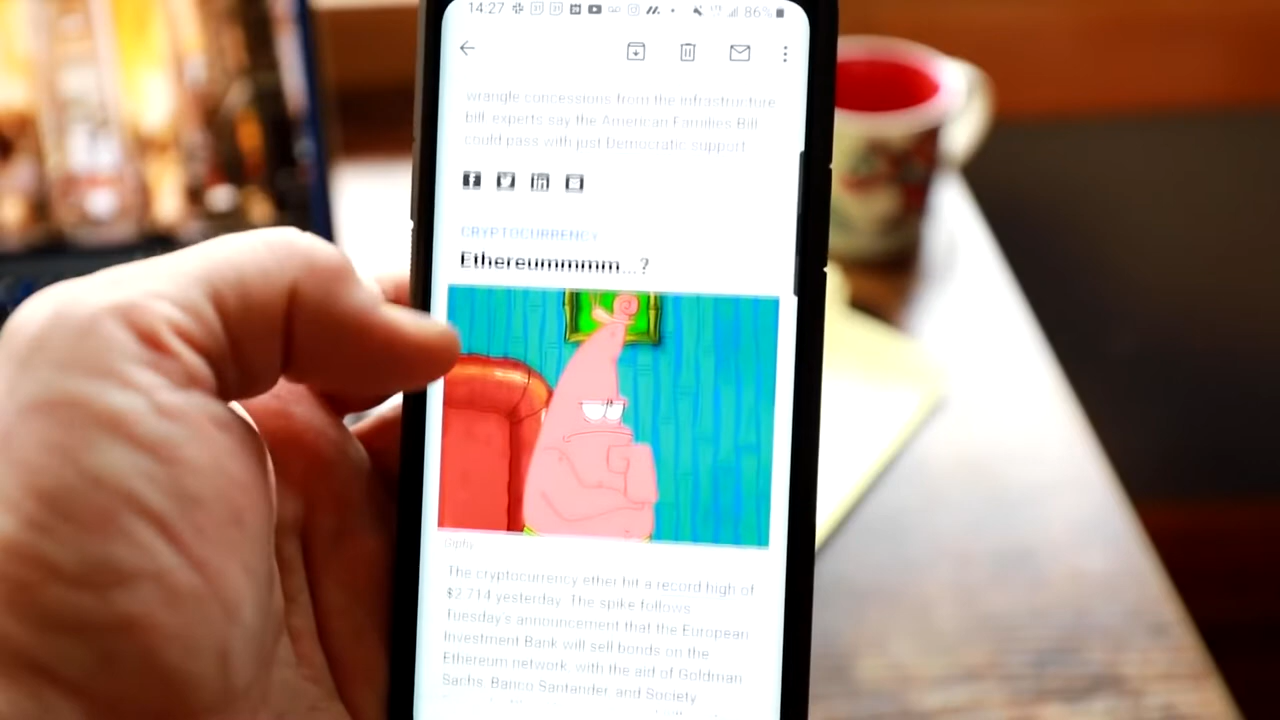 14:27
86%
wrangle concessions from the infrastructure
bill, experts say the American Families Bill
could pass with just Democratic support.
CRYPTOCURRENCY
Ethereummmm...?
Giphy
The cryptocurrency ether hit a record high of
$2,714 yesterday. The spike follows
Tuesday's announcement that the European
Investment Bank will sell bonds on the
Ethereum network, with the aid of Goldman
Sachs, Banco Santander, and Society